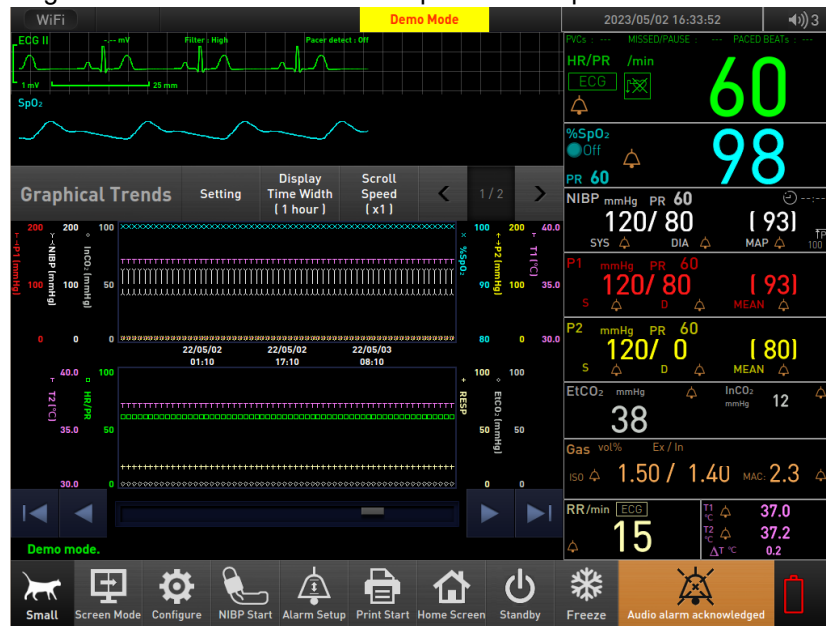 WiFi
Demo Mode
2023/05/02 16:33:52
3
ECG II
-.-- mV
Filter : High
Pacer detect : Off
1 mV
25 mm
PVCs : ---
MISSED/PAUSE : ---
PACED BEATs : ---
HR/PR /min
ECG
60
SpO2
%SpO2
Off
98
PR 60
Graphical Trends
Setting
Display
Time Width
( 1 hour )
Scroll
Speed
( x1 )
1 / 2
NIBP mmHg PR 60
--:--
120/ 80 ( 93)
SYS DIA MAP
100
P1 mmHg PR 60
120/ 80 ( 93)
S D MEAN
P2 mmHg PR 60
120/ 0 ( 80)
S D MEAN
EtCO2 mmHg
38
InCO2
mmHg
12
Gas vol% Ex / In
ISO 1.50 / 1.40 MAC: 2.3
RR/min ECG
15
T1 °C 37.0
T2 °C 37.2
ΔT °C 0.2
200 200 100
P1 (mmHg)
NIBP (mmHg)
InCO2 (mmHg)
100 100 50
0 0 0
100 200 40.0
%SpO2
P2 (mmHg)
T1 (°C)
90 100 35.0
80 0 30.0
22/05/02
01:10
22/05/02
17:10
22/05/03
08:10
40.0 100
T2 (°C)
HR/PR
35.0 50
30.0 0
100 100
RESP
EtCO2 (mmHg)
50 50
0 0
Demo mode.
Small
Screen Mode
Configure
NIBP Start
Alarm Setup
Print Start
Home Screen
Standby
Freeze
Audio alarm acknowledged